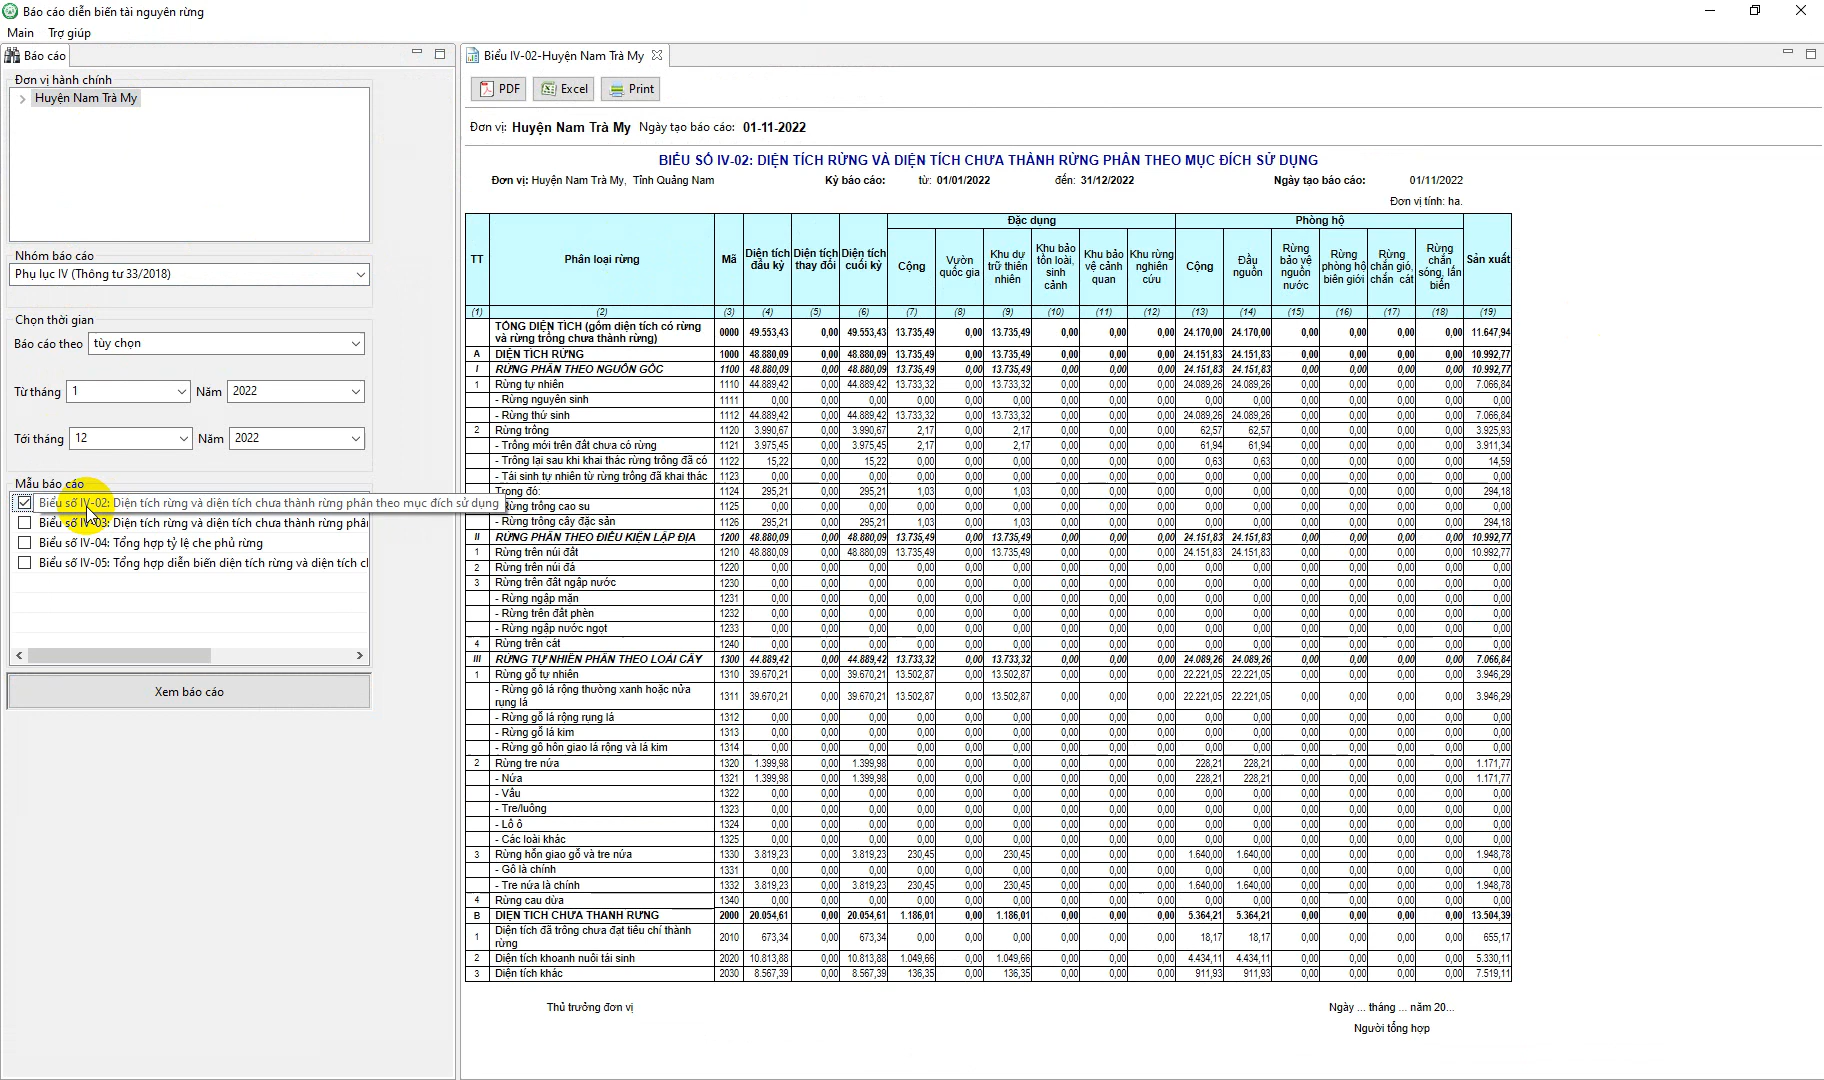 Báo cáo diễn biến tài nguyên rừng
Main Trợ giúp
Báo cáo
Đơn vị hành chính
Huyện Nam Trà My
Nhóm báo cáo
Phụ lục IV (Thông tư 33/2018)
Chọn thời gian
Báo cáo theo tùy chọn
Từ tháng 1 Năm 2022
Tới tháng 12 Năm 2022
Mẫu báo cáo
Biểu số IV-02: Diện tích rừng và diện tích chưa thành rừng phân theo mục đích sử dụng
Biểu số IV-03: Diện tích rừng và diện tích chưa thành rừng phâ
Biểu số IV-04: Tổng hợp tỷ lệ che phủ rừng
Biểu số IV-05: Tổng hợp diễn biến diện tích rừng và diện tích cl
Xem báo cáo
Biểu IV-02-Huyện Nam Trà My
PDF Excel Print
Đơn vị: Huyện Nam Trà My Ngày tạo báo cáo: 01-11-2022
BIỂU SỐ IV-02: DIỆN TÍCH RỪNG VÀ DIỆN TÍCH CHƯA THÀNH RỪNG PHÂN THEO MỤC ĐÍCH SỬ DỤNG
Đơn vị: Huyện Nam Trà My, Tỉnh Quảng Nam Kỳ báo cáo: từ: 01/01/2022 đến: 31/12/2022 Ngày tạo báo cáo: 01/11/2022
Đơn vị tính: ha.
Đặc dụng Phòng hộ
TT Phân loại rừng Mã Diện tích đầu kỳ Diện tích thay đổi Diện tích cuối kỳ Cộng Vườn quốc gia Khu dự trữ thiên nhiên Khu bảo tồn loài, sinh cảnh Khu bảo vệ cảnh quan Khu rừng nghiên cứu Cộng Đầu nguồn Rừng bảo vệ nguồn nước Rừng phòng hộ biên giới Rừng chắn gió, chắn cát Rừng chắn sóng, lấn biển Sản xuất
(1) (2) (3) (4) (5) (6) (7) (8) (9) (10) (11) (12) (13) (14) (15) (16) (17) (18) (19)
TỔNG DIỆN TÍCH (gồm diện tích có rừng
và rừng trồng chưa thành rừng) 0000 49.553,43 0,00 49.553,43 13.735,49 0,00 13.735,49 0,00 0,00 0,00 24.170,00 24.170,00 0,00 0,00 0,00 0,00 11.647,94
A DIỆN TÍCH RỪNG 1000 48.880,09 0,00 48.880,09 13.735,49 0,00 13.735,49 0,00 0,00 0,00 24.151,83 24.151,83 0,00 0,00 0,00 0,00 10.992,77
I RỪNG PHÂN THEO NGUỒN GỐC 1100 48.880,09 0,00 48.880,09 13.735,49 0,00 13.735,49 0,00 0,00 0,00 24.151,83 24.151,83 0,00 0,00 0,00 0,00 10.992,77
1 Rừng tự nhiên 1110 44.889,42 0,00 44.889,42 13.733,32 0,00 13.733,32 0,00 0,00 0,00 24.089,26 24.089,26 0,00 0,00 0,00 0,00 7.066,84
- Rừng nguyên sinh 1111 0,00 0,00 0,00 0,00 0,00 0,00 0,00 0,00 0,00 0,00 0,00 0,00 0,00 0,00 0,00 0,00
- Rừng thứ sinh 1112 44.889,42 0,00 44.889,42 13.733,32 0,00 13.733,32 0,00 0,00 0,00 24.089,26 24.089,26 0,00 0,00 0,00 0,00 7.066,84
2 Rừng trồng 1120 3.990,67 0,00 3.990,67 2,17 0,00 2,17 0,00 0,00 0,00 62,57 62,57 0,00 0,00 0,00 0,00 3.925,93
- Trồng mới trên đất chưa có rừng 1121 3.975,45 0,00 3.975,45 2,17 0,00 2,17 0,00 0,00 0,00 61,94 61,94 0,00 0,00 0,00 0,00 3.911,34
- Trồng lại sau khi khai thác rừng trồng đã có 1122 15,22 0,00 15,22 0,00 0,00 0,00 0,00 0,00 0,00 0,63 0,63 0,00 0,00 0,00 0,00 14,59
- Tái sinh tự nhiên từ rừng trồng đã khai thác 1123 0,00 0,00 0,00 0,00 0,00 0,00 0,00 0,00 0,00 0,00 0,00 0,00 0,00 0,00 0,00 0,00
Trong đó: 1124 295,21 0,00 295,21 1,03 0,00 1,03 0,00 0,00 0,00 0,00 0,00 0,00 0,00 0,00 0,00 294,18
Rừng trồng cao su 1125 0,00 0,00 0,00 0,00 0,00 0,00 0,00 0,00 0,00 0,00 0,00 0,00 0,00 0,00 0,00 0,00
- Rừng trồng cây đặc sản 1126 295,21 0,00 295,21 1,03 0,00 1,03 0,00 0,00 0,00 0,00 0,00 0,00 0,00 0,00 0,00 294,18
II RỪNG PHÂN THEO ĐIỀU KIỆN LẬP ĐỊA 1200 48.880,09 0,00 48.880,09 13.735,49 0,00 13.735,49 0,00 0,00 0,00 24.151,83 24.151,83 0,00 0,00 0,00 0,00 10.992,77
1 Rừng trên núi đất 1210 48.880,09 0,00 48.880,09 13.735,49 0,00 13.735,49 0,00 0,00 0,00 24.151,83 24.151,83 0,00 0,00 0,00 0,00 10.992,77
2 Rừng trên núi đá 1220 0,00 0,00 0,00 0,00 0,00 0,00 0,00 0,00 0,00 0,00 0,00 0,00 0,00 0,00 0,00 0,00
3 Rừng trên đất ngập nước 1230 0,00 0,00 0,00 0,00 0,00 0,00 0,00 0,00 0,00 0,00 0,00 0,00 0,00 0,00 0,00 0,00
- Rừng ngập mặn 1231 0,00 0,00 0,00 0,00 0,00 0,00 0,00 0,00 0,00 0,00 0,00 0,00 0,00 0,00 0,00 0,00
- Rừng trên đất phèn 1232 0,00 0,00 0,00 0,00 0,00 0,00 0,00 0,00 0,00 0,00 0,00 0,00 0,00 0,00 0,00 0,00
- Rừng ngập nước ngọt 1233 0,00 0,00 0,00 0,00 0,00 0,00 0,00 0,00 0,00 0,00 0,00 0,00 0,00 0,00 0,00 0,00
4 Rừng trên cát 1240 0,00 0,00 0,00 0,00 0,00 0,00 0,00 0,00 0,00 0,00 0,00 0,00 0,00 0,00 0,00 0,00
III RỪNG TỰ NHIÊN PHÂN THEO LOÀI CÂY 1300 44.889,42 0,00 44.889,42 13.733,32 0,00 13.733,32 0,00 0,00 0,00 24.089,26 24.089,26 0,00 0,00 0,00 0,00 7.066,84
1 Rừng gỗ tự nhiên 1310 39.670,21 0,00 39.670,21 13.502,87 0,00 13.502,87 0,00 0,00 0,00 22.221,05 22.221,05 0,00 0,00 0,00 0,00 3.946,29
- Rừng gỗ lá rộng thường xanh hoặc nửa
rụng lá 1311 39.670,21 0,00 39.670,21 13.502,87 0,00 13.502,87 0,00 0,00 0,00 22.221,05 22.221,05 0,00 0,00 0,00 0,00 3.946,29
- Rừng gỗ lá rộng rụng lá 1312 0,00 0,00 0,00 0,00 0,00 0,00 0,00 0,00 0,00 0,00 0,00 0,00 0,00 0,00 0,00 0,00
- Rừng gỗ lá kim 1313 0,00 0,00 0,00 0,00 0,00 0,00 0,00 0,00 0,00 0,00 0,00 0,00 0,00 0,00 0,00 0,00
- Rừng gỗ hỗn giao lá rộng và lá kim 1314 0,00 0,00 0,00 0,00 0,00 0,00 0,00 0,00 0,00 0,00 0,00 0,00 0,00 0,00 0,00 0,00
2 Rừng tre nứa 1320 1.399,98 0,00 1.399,98 0,00 0,00 0,00 0,00 0,00 0,00 228,21 228,21 0,00 0,00 0,00 0,00 1.171,77
- Nứa 1321 1.399,98 0,00 1.399,98 0,00 0,00 0,00 0,00 0,00 0,00 228,21 228,21 0,00 0,00 0,00 0,00 1.171,77
- Vầu 1322 0,00 0,00 0,00 0,00 0,00 0,00 0,00 0,00 0,00 0,00 0,00 0,00 0,00 0,00 0,00 0,00
- Tre/luồng 1323 0,00 0,00 0,00 0,00 0,00 0,00 0,00 0,00 0,00 0,00 0,00 0,00 0,00 0,00 0,00 0,00
- Lồ ô 1324 0,00 0,00 0,00 0,00 0,00 0,00 0,00 0,00 0,00 0,00 0,00 0,00 0,00 0,00 0,00 0,00
- Các loài khác 1325 0,00 0,00 0,00 0,00 0,00 0,00 0,00 0,00 0,00 0,00 0,00 0,00 0,00 0,00 0,00 0,00
3 Rừng hỗn giao gỗ và tre nứa 1330 3.819,23 0,00 3.819,23 230,45 0,00 230,45 0,00 0,00 0,00 1.640,00 1.640,00 0,00 0,00 0,00 0,00 1.948,78
- Gỗ là chính 1331 0,00 0,00 0,00 0,00 0,00 0,00 0,00 0,00 0,00 0,00 0,00 0,00 0,00 0,00 0,00 0,00
- Tre nứa là chính 1332 3.819,23 0,00 3.819,23 230,45 0,00 230,45 0,00 0,00 0,00 1.640,00 1.640,00 0,00 0,00 0,00 0,00 1.948,78
4 Rừng cau dừa 1340 0,00 0,00 0,00 0,00 0,00 0,00 0,00 0,00 0,00 0,00 0,00 0,00 0,00 0,00 0,00 0,00
B DIỆN TÍCH CHƯA THÀNH RỪNG 2000 20.054,61 0,00 20.054,61 1.186,01 0,00 1.186,01 0,00 0,00 0,00 5.364,21 5.364,21 0,00 0,00 0,00 0,00 13.504,39
1 Diện tích đã trồng chưa đạt tiêu chí thành
rừng 2010 673,34 0,00 673,34 0,00 0,00 0,00 0,00 0,00 0,00 18,17 18,17 0,00 0,00 0,00 0,00 655,17
2 Diện tích khoanh nuôi tái sinh 2020 10.813,88 0,00 10.813,88 1.049,66 0,00 1.049,66 0,00 0,00 0,00 4.434,11 4.434,11 0,00 0,00 0,00 0,00 5.330,11
3 Diện tích khác 2030 8.567,39 0,00 8.567,39 136,35 0,00 136,35 0,00 0,00 0,00 911,93 911,93 0,00 0,00 0,00 0,00 7.519,11
Thủ trưởng đơn vị Ngày ... tháng ... năm 20...
Người tổng hợp